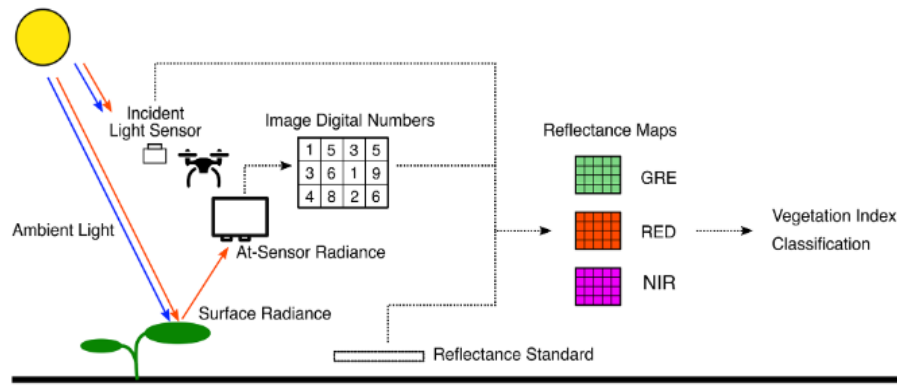 Incident
Light Sensor
Image Digital Numbers
1 5 3 5
3 6 1 9
4 8 2 6
Reflectance Maps
GRE
RED
NIR
Vegetation Index
Classification
Ambient Light
At-Sensor Radiance
Surface Radiance
Reflectance Standard